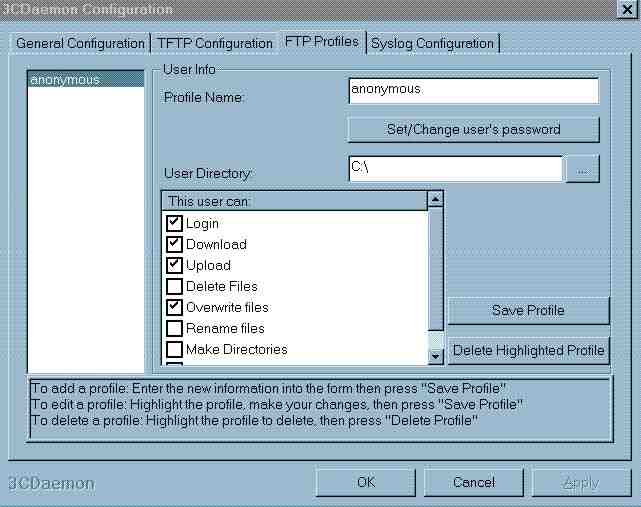 3CDaemon Configuration
General Configuration TFTP Configuration FTP Profiles Syslog Configuration
anonymous
User Info
Profile Name: anonymous
Set/Change user's password
User Directory: C:\ ...
This user can:
Login
Download
Upload
Delete Files
Overwrite files
Rename files
Make Directories
Save Profile
Delete Highlighted Profile
To add a profile: Enter the new information into the form then press "Save Profile"
To edit a profile: Highlight the profile, make your changes, then press "Save Profile"
To delete a profile: Highlight the profile to delete, then press "Delete Profile"
3CDaemon OK Cancel Apply